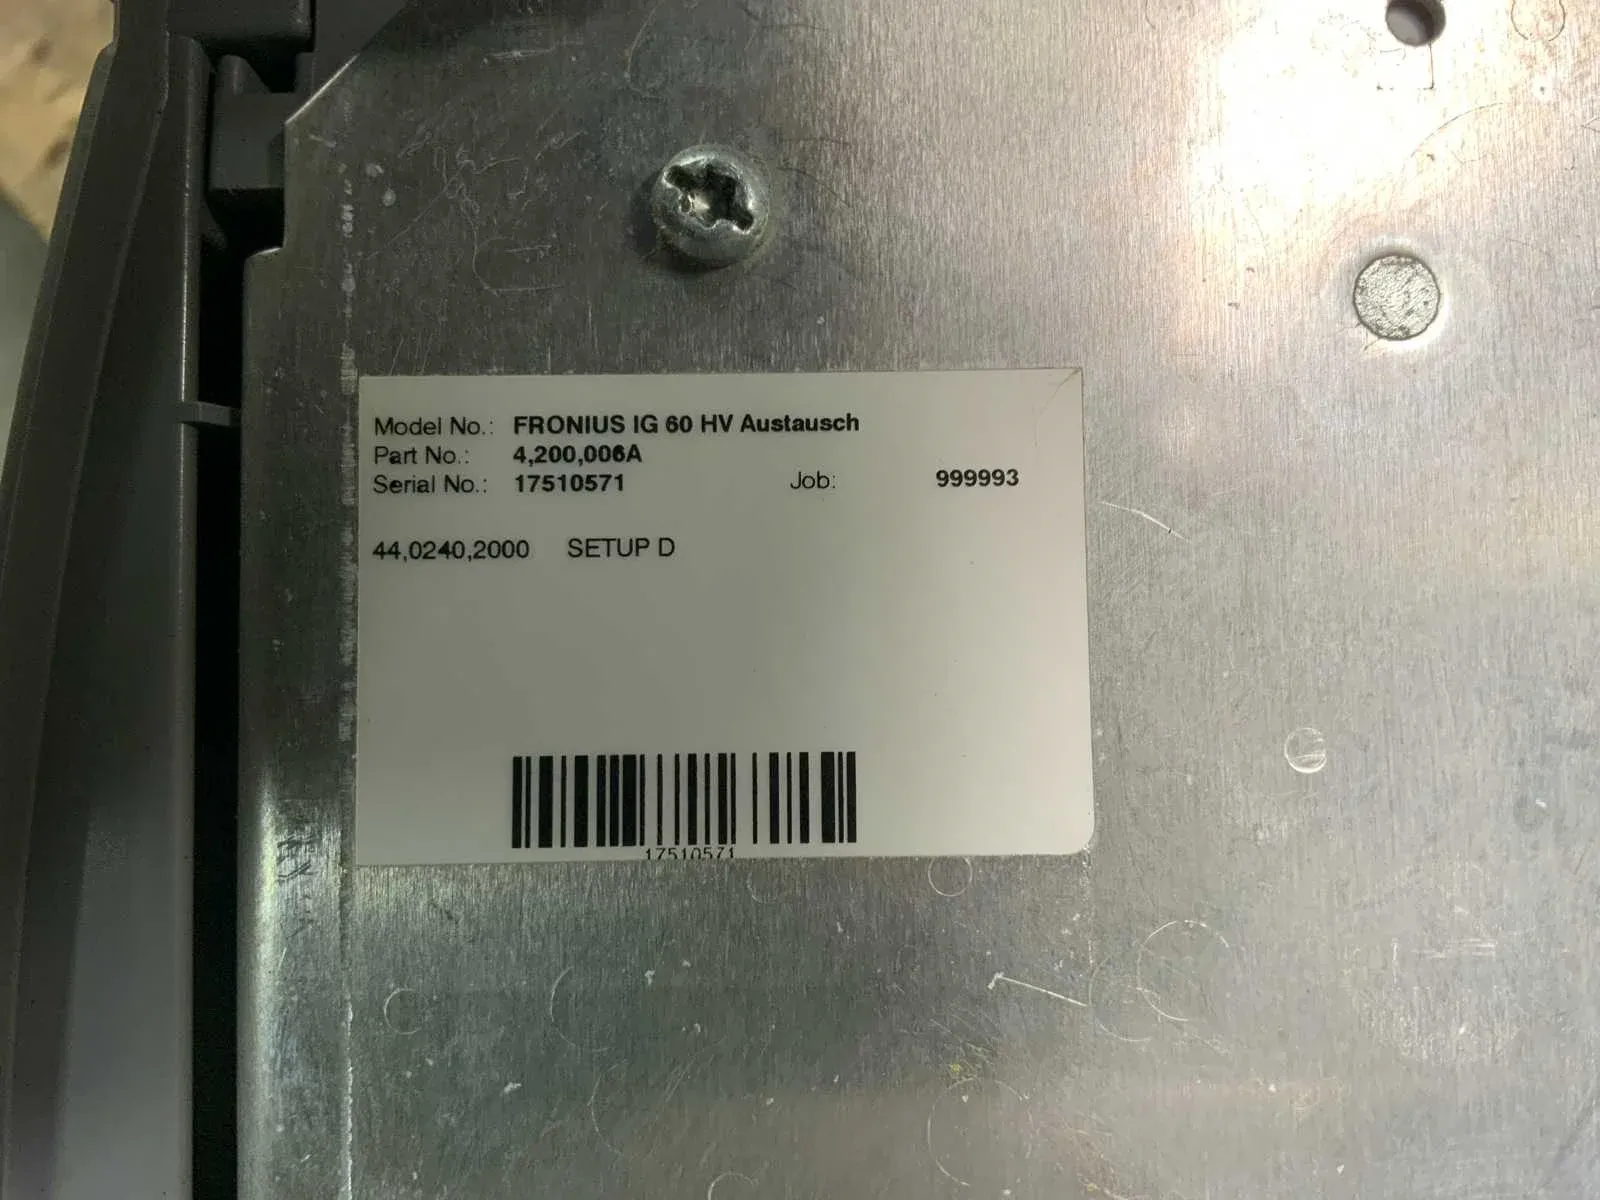 Model No.: FRONIUS IG 60 HV Austausch
Part No.: 4,200,006A
Serial No.: 17510571 Job: 999993
44,0240,2000 SETUP D
17510571